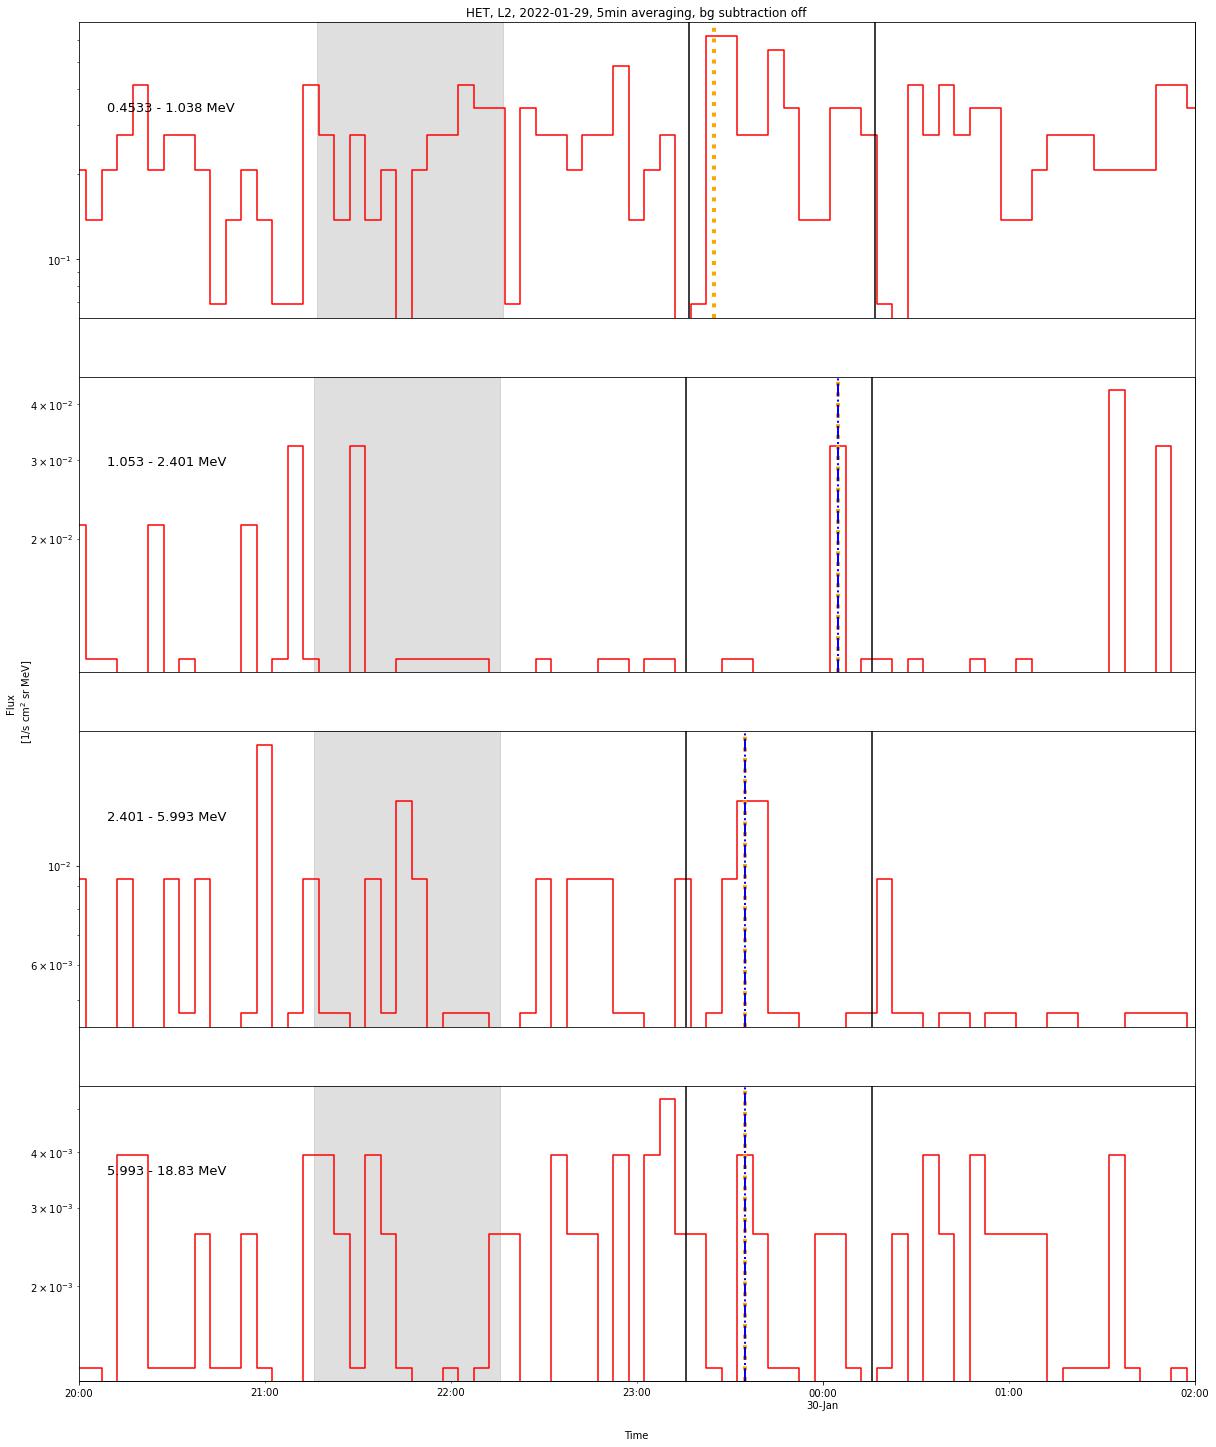 HET, L2, 2022-01-29, 5min averaging, bg subtraction off
0.4533 - 1.038 MeV
10⁻¹
4 × 10⁻²
1.053 - 2.401 MeV
3 × 10⁻²
2 × 10⁻²
Flux
[1/s cm² sr MeV]
2.401 - 5.993 MeV
10⁻²
6 × 10⁻³
4 × 10⁻³
5.993 - 18.83 MeV
3 × 10⁻³
2 × 10⁻³
20:00 21:00 22:00 23:00 00:00 01:00 02:00
30-Jan
Time